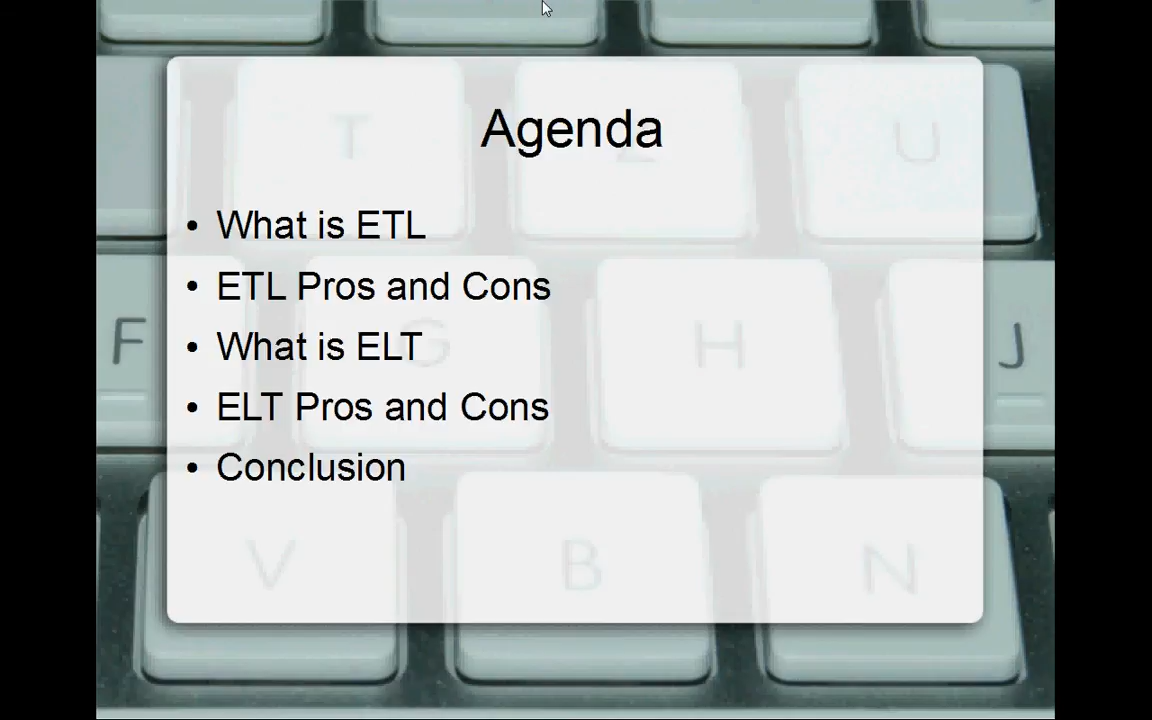 Agenda
• What is ETL
• ETL Pros and Cons
• What is ELT
• ELT Pros and Cons
• Conclusion
T Z U
F G H J
V B N